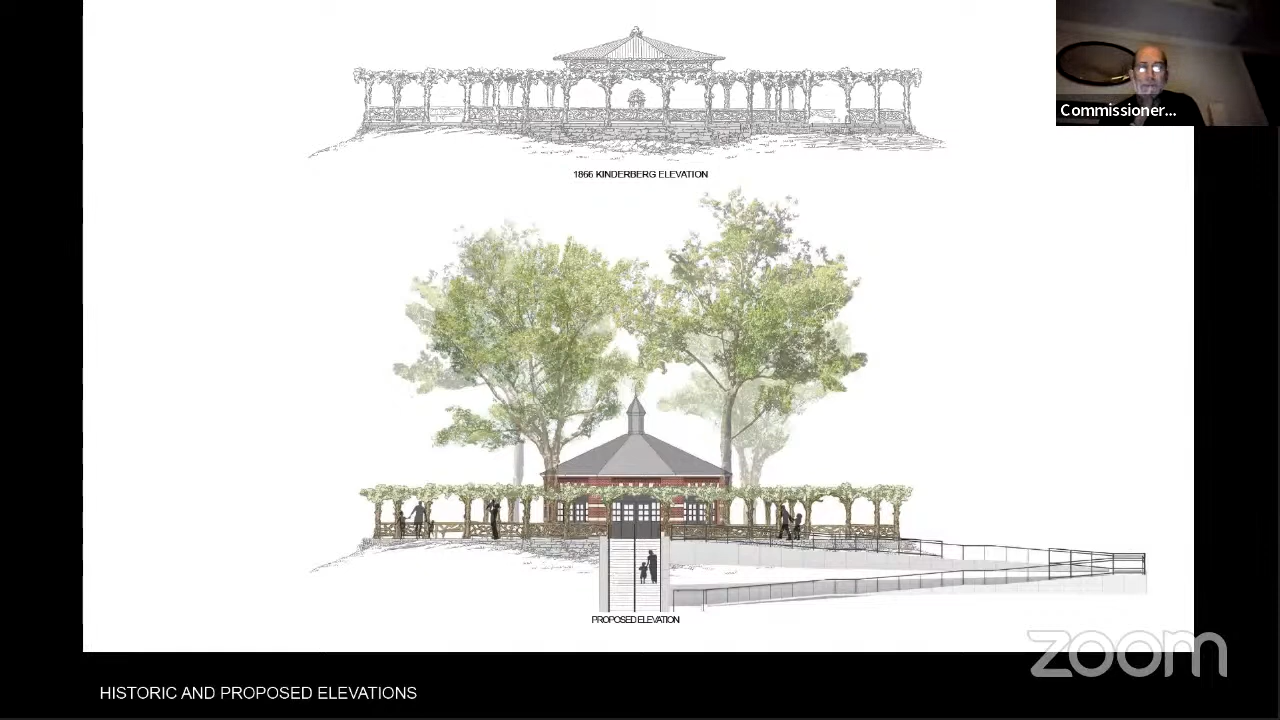 Commissioner...
1866 KINDERBERG ELEVATION
PROPOSED ELEVATION
zoom
HISTORIC AND PROPOSED ELEVATIONS